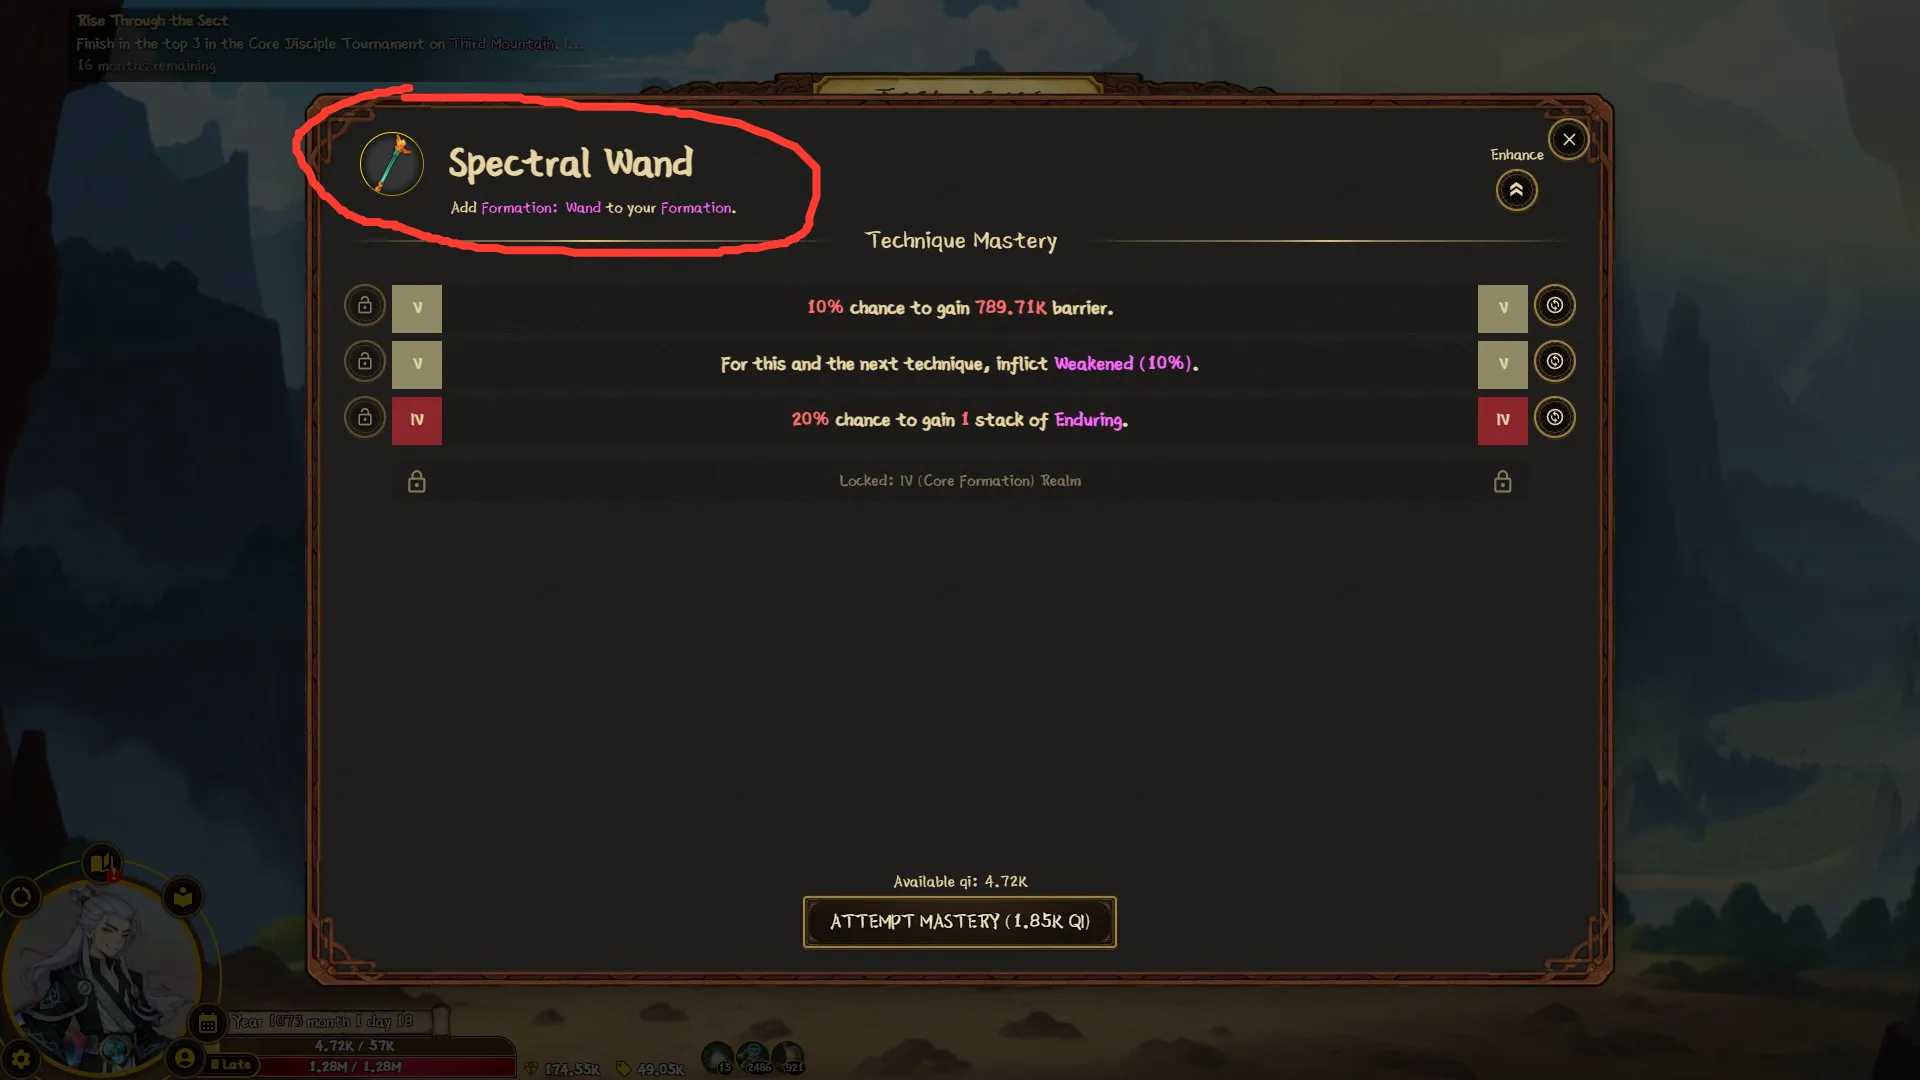 Rise Through the Sect
Finish in the top 3 in the Core Disciple Tournament on Third Mountain. I...
16 months remaining
Spectral Wand
Add Formation: Wand to your Formation.
Enhance
Technique Mastery
V 10% chance to gain 789.71K barrier. V
V For this and the next technique, inflict Weakened (10%). V
IV 20% chance to gain 1 stack of Enduring. IV
Locked: IV (Core Formation) Realm
Available qi: 4.72K
ATTEMPT MASTERY (1.85K QI)
Year 1073 month 1 day 18
4.72K / 57K
Late 1.28M / 1.28M 174.55K 49.05K 15 2486 921